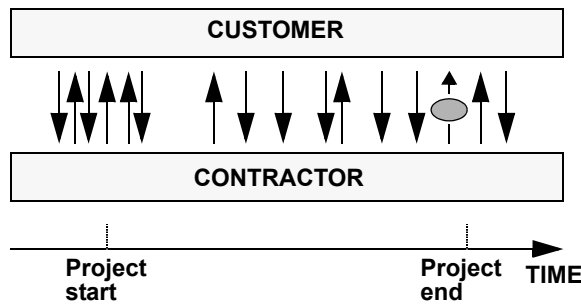 CUSTOMER
CONTRACTOR
Project
start
Project
end
TIME